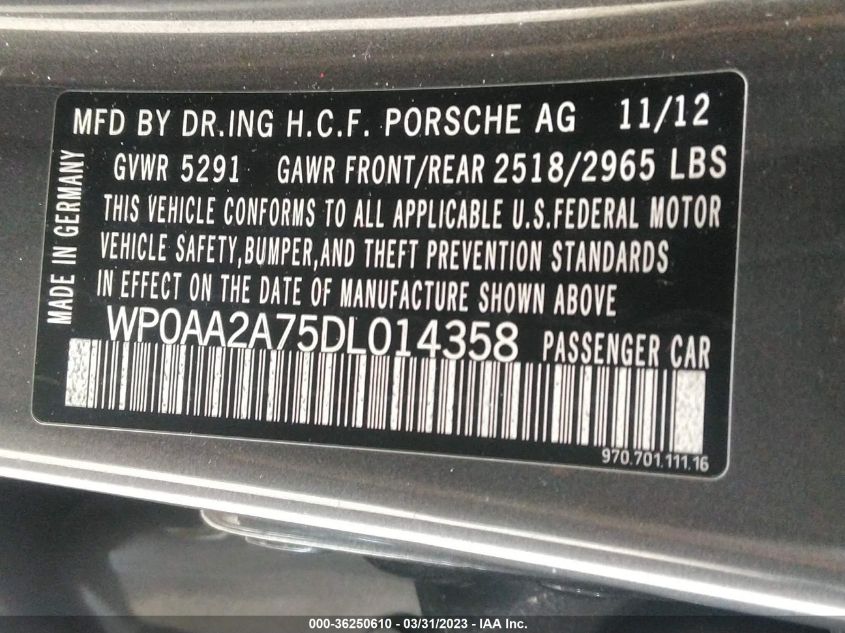 MFD BY DR.ING H.C.F. PORSCHE AG 11/12
GVWR 5291 GAWR FRONT/REAR 2518/2965 LBS
THIS VEHICLE CONFORMS TO ALL APPLICABLE U.S.FEDERAL MOTOR
VEHICLE SAFETY,BUMPER,AND THEFT PREVENTION STANDARDS
IN EFFECT ON THE DATE OF MANUFACTURE SHOWN ABOVE.
WP0AA2A75DL014358 PASSENGER CAR
970.701.111.16
MADE IN GERMANY
000-36250610 - 03/31/2023 - IAA Inc.